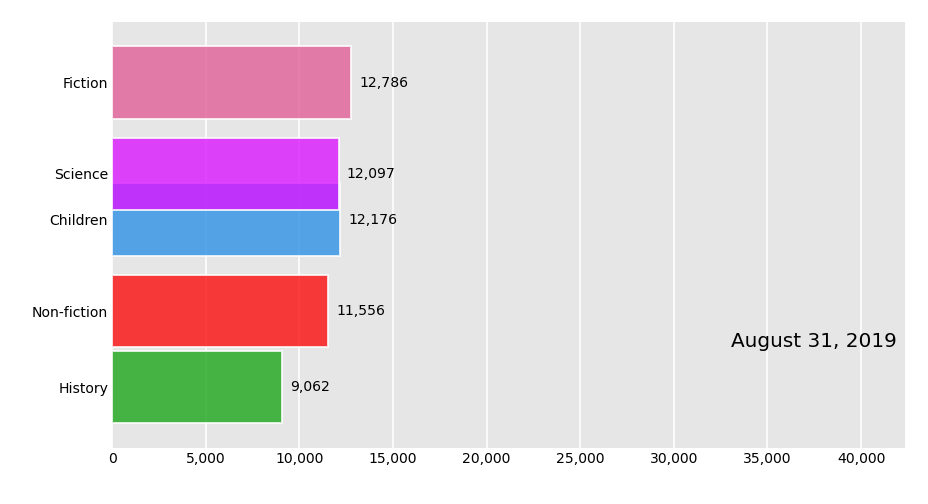 Fiction 12,786
Science 12,097
Children 12,176
Non-fiction 11,556
August 31, 2019
History 9,062
0 5,000 10,000 15,000 20,000 25,000 30,000 35,000 40,000